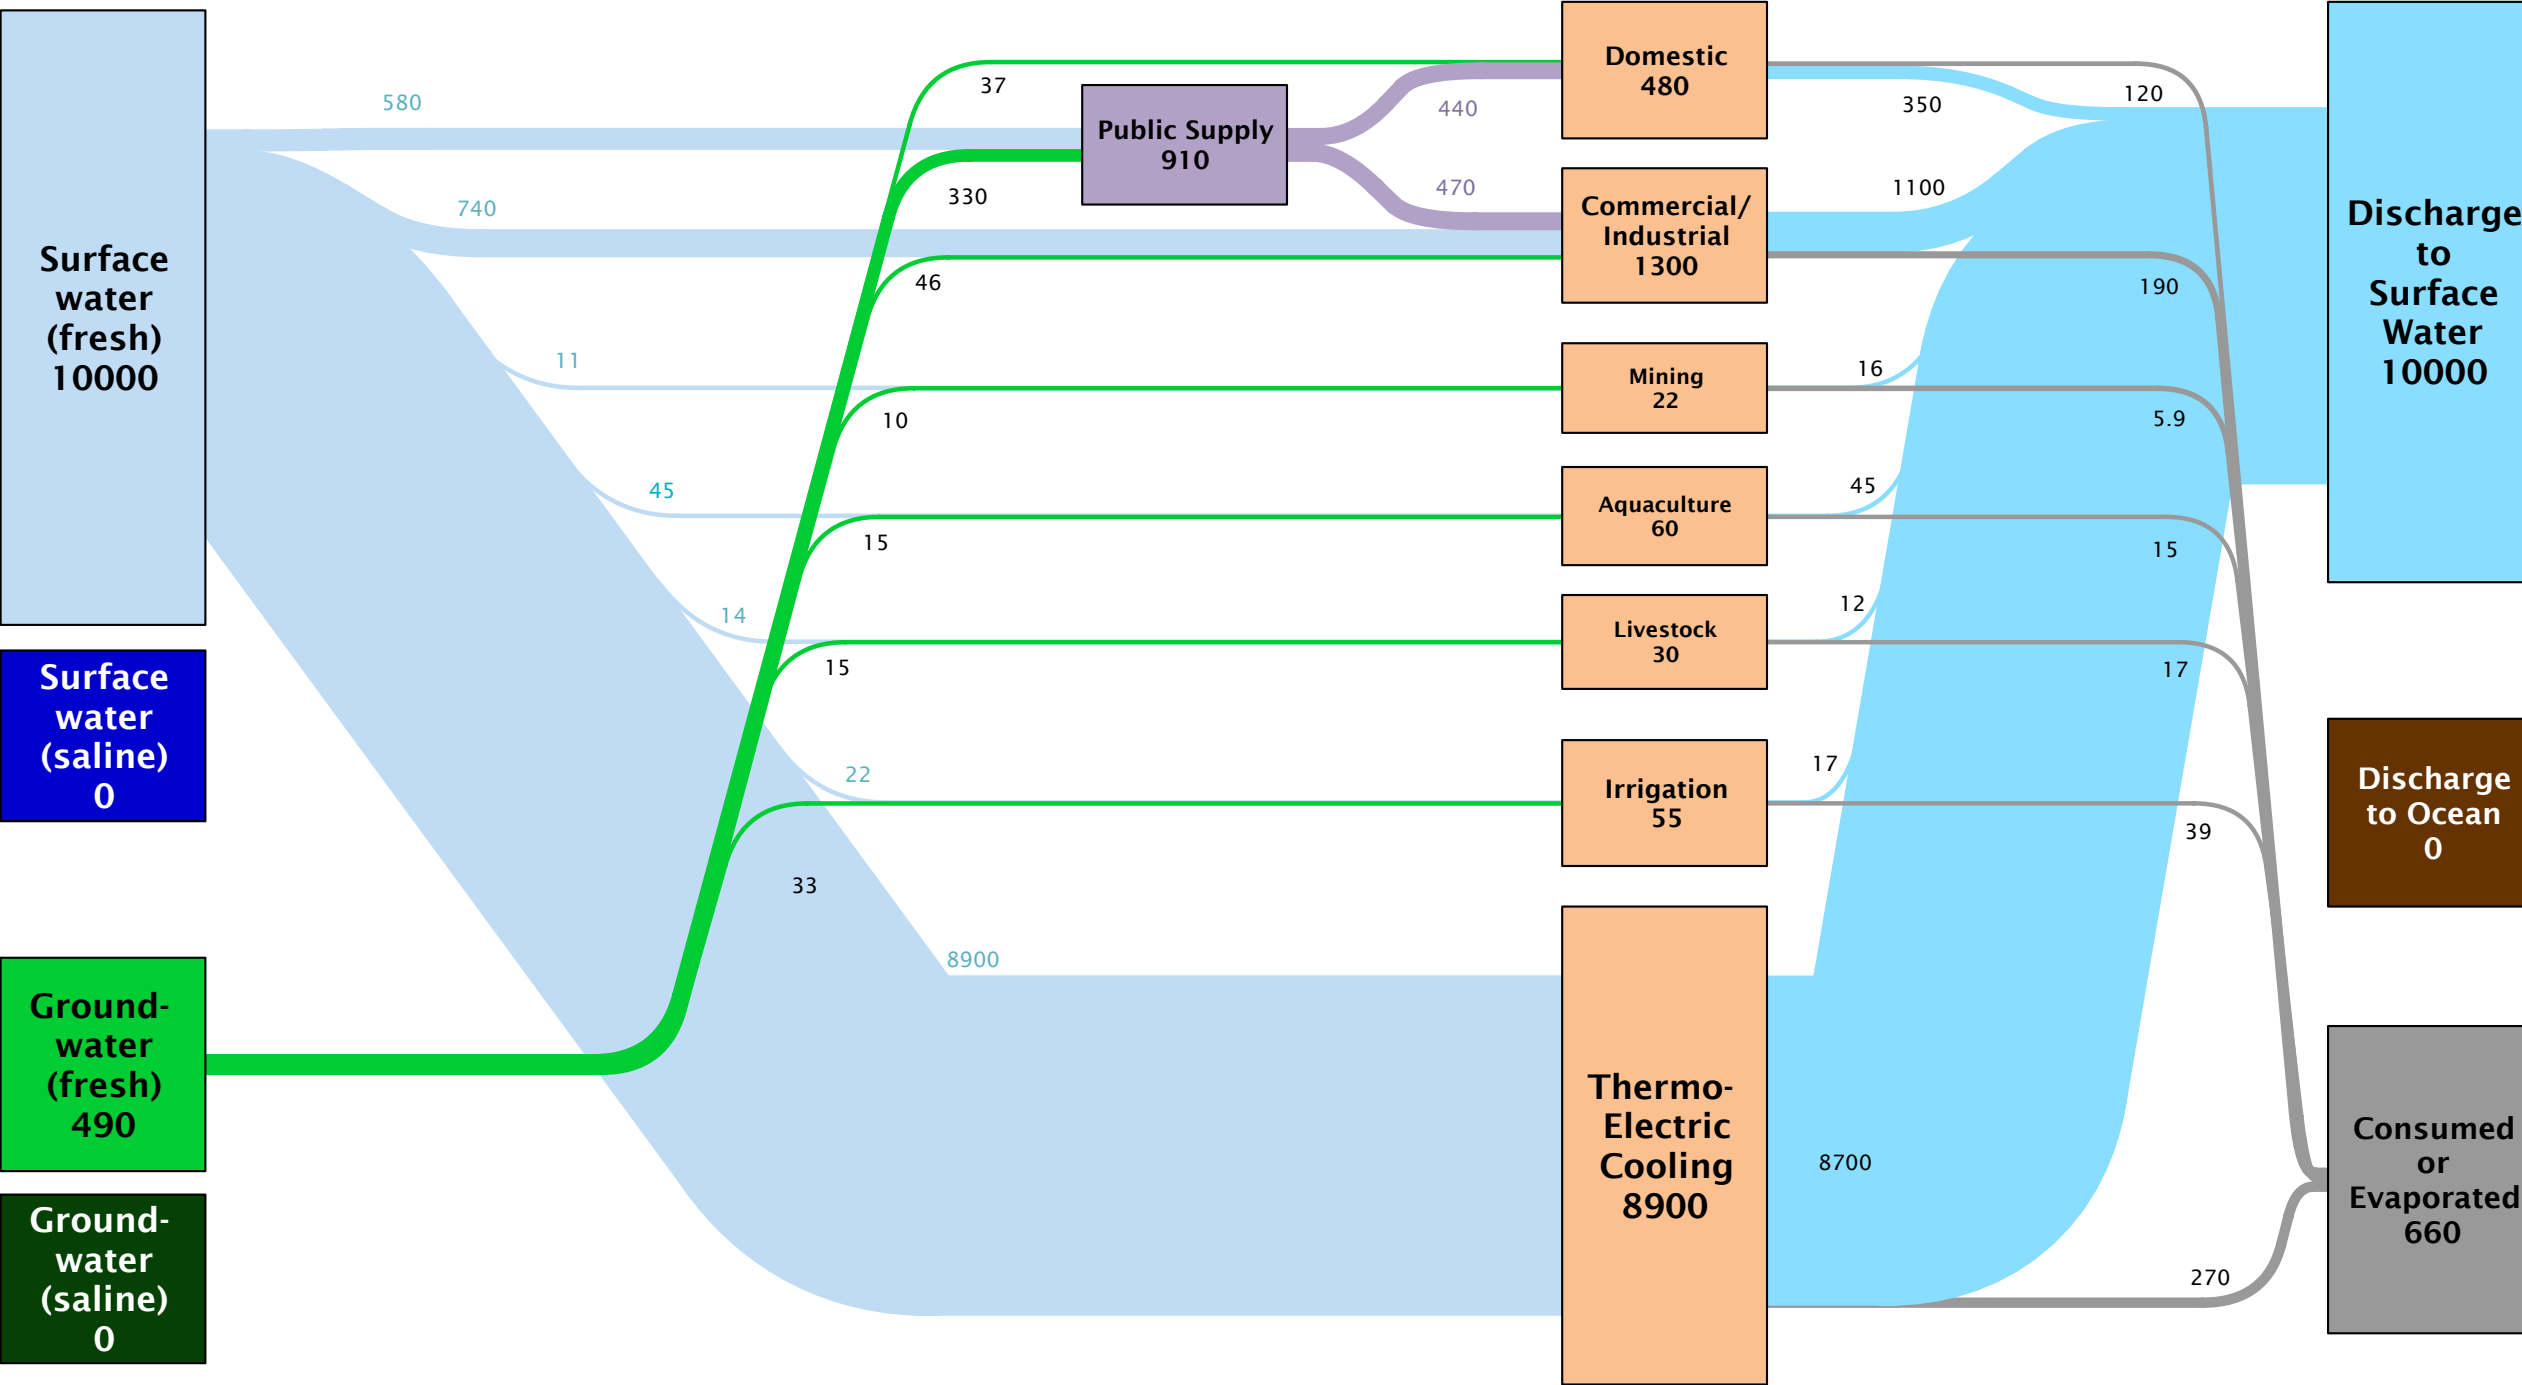 Surface
water
(fresh)
10000
Surface
water
(saline)
0
Ground-
water
(fresh)
490
Ground-
water
(saline)
0
580
740
11
45
14
22
8900
37
330
46
10
15
15
33
Public Supply
910
440
470
Domestic
480
Commercial/
Industrial
1300
Mining
22
Aquaculture
60
Livestock
30
Irrigation
55
Thermo-
Electric
Cooling
8900
350
1100
16
45
12
17
8700
120
190
5.9
15
17
39
270
Discharge
to
Surface
Water
10000
Discharge
to Ocean
0
Consumed
or
Evaporated
660